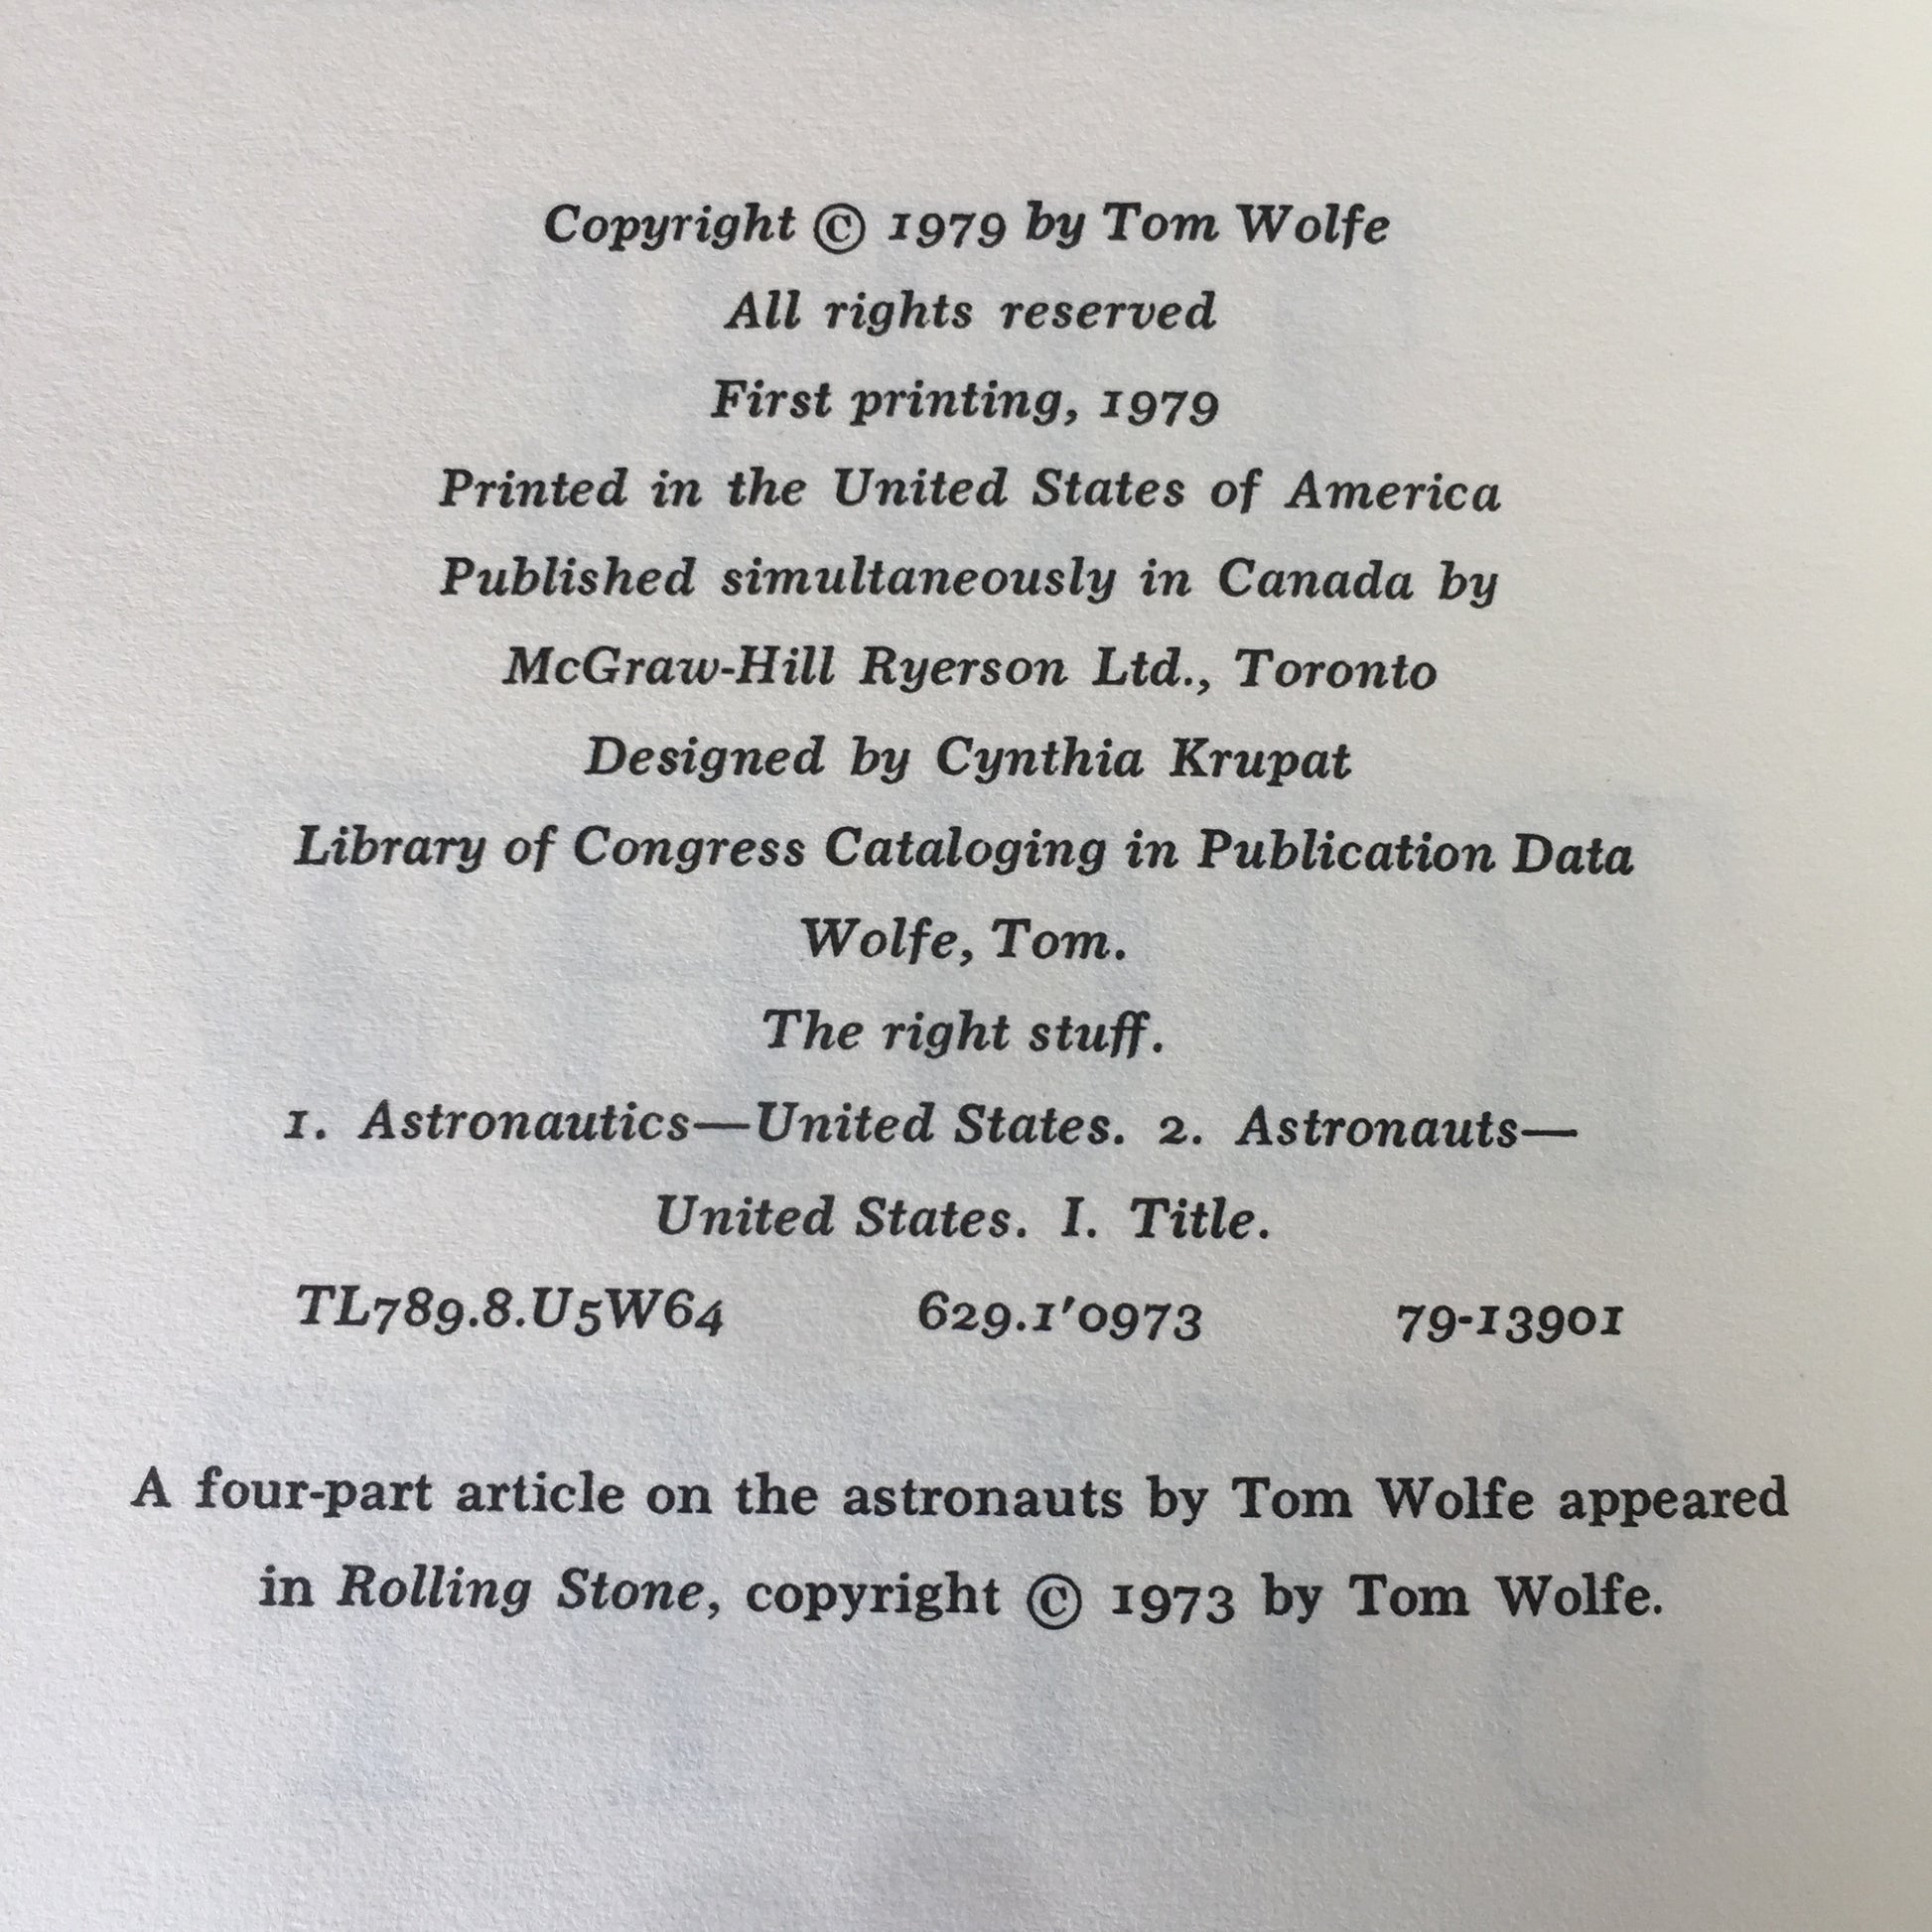 Copyright © 1979 by Tom Wolfe
All rights reserved
First printing, 1979
Printed in the United States of America
Published simultaneously in Canada by
McGraw-Hill Ryerson Ltd., Toronto
Designed by Cynthia Krupat
Library of Congress Cataloging in Publication Data
Wolfe, Tom.
The right stuff.
1. Astronautics—United States. 2. Astronauts—
United States. I. Title.
TL789.8.U5W64 629.1'0973 79-13901
A four-part article on the astronauts by Tom Wolfe appeared
in Rolling Stone, copyright © 1973 by Tom Wolfe.